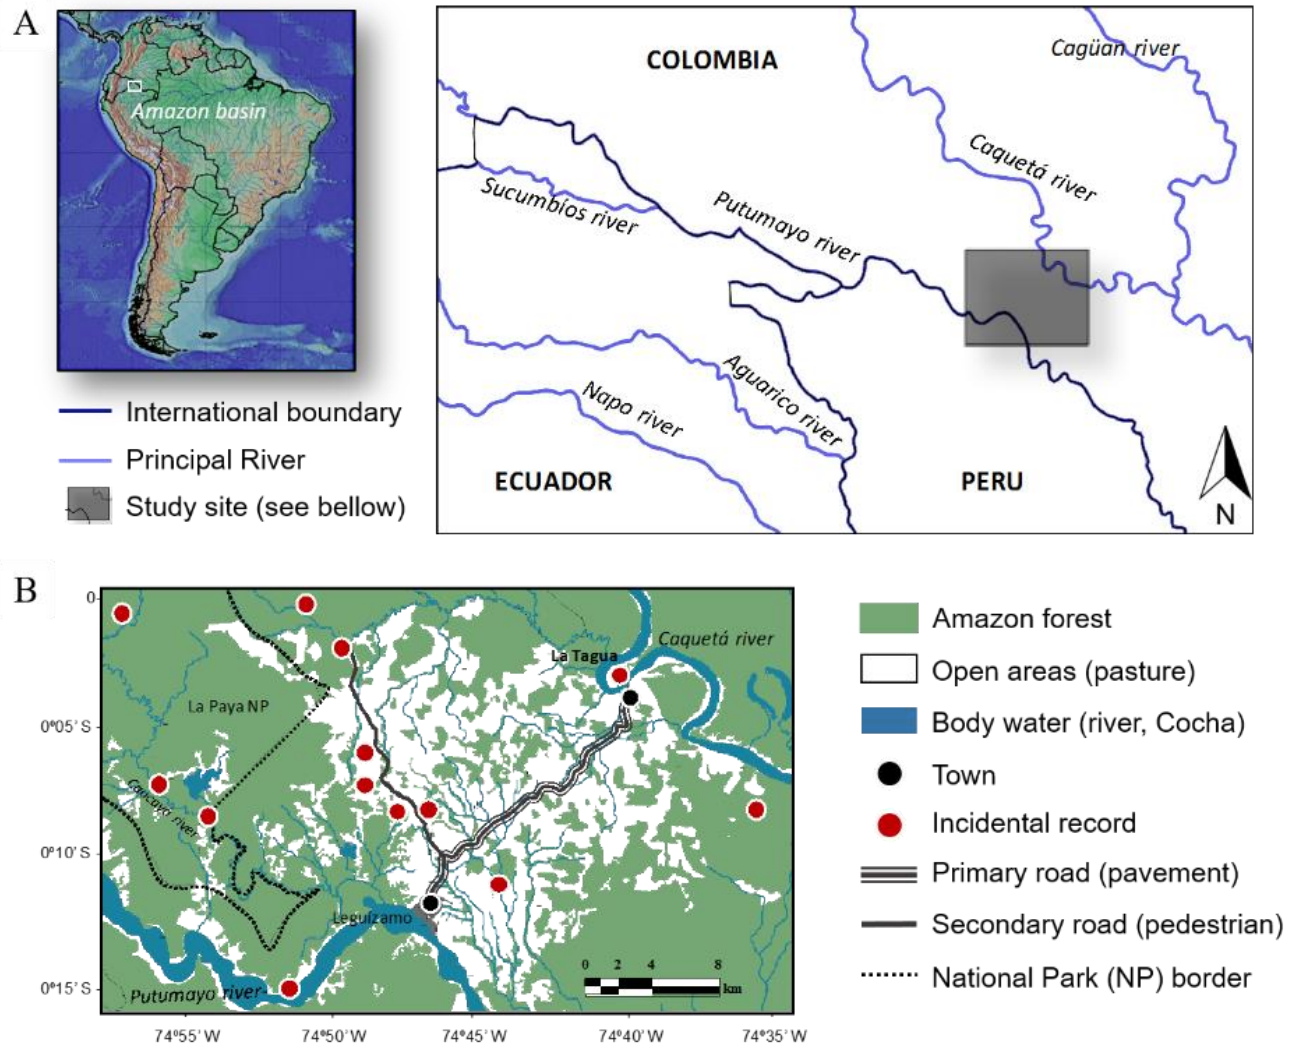 A
Amazon basin
International boundary
Principal River
Study site (see bellow)
COLOMBIA
Cagüan river
Caquetá river
Sucumbíos river
Putumayo river
Aguarico river
Napo river
ECUADOR
PERU
N
B
0
0°05' S
0°10' S
0°15' S
74°55' W
74°50' W
74°45' W
74°40' W
74°35' W
Caquetá river
La Tagua
La Paya NP
Caucaya river
Leguízamo
Putumayo river
0 2 4 8
km
Amazon forest
Open areas (pasture)
Body water (river, Cocha)
Town
Incidental record
Primary road (pavement)
Secondary road (pedestrian)
National Park (NP) border